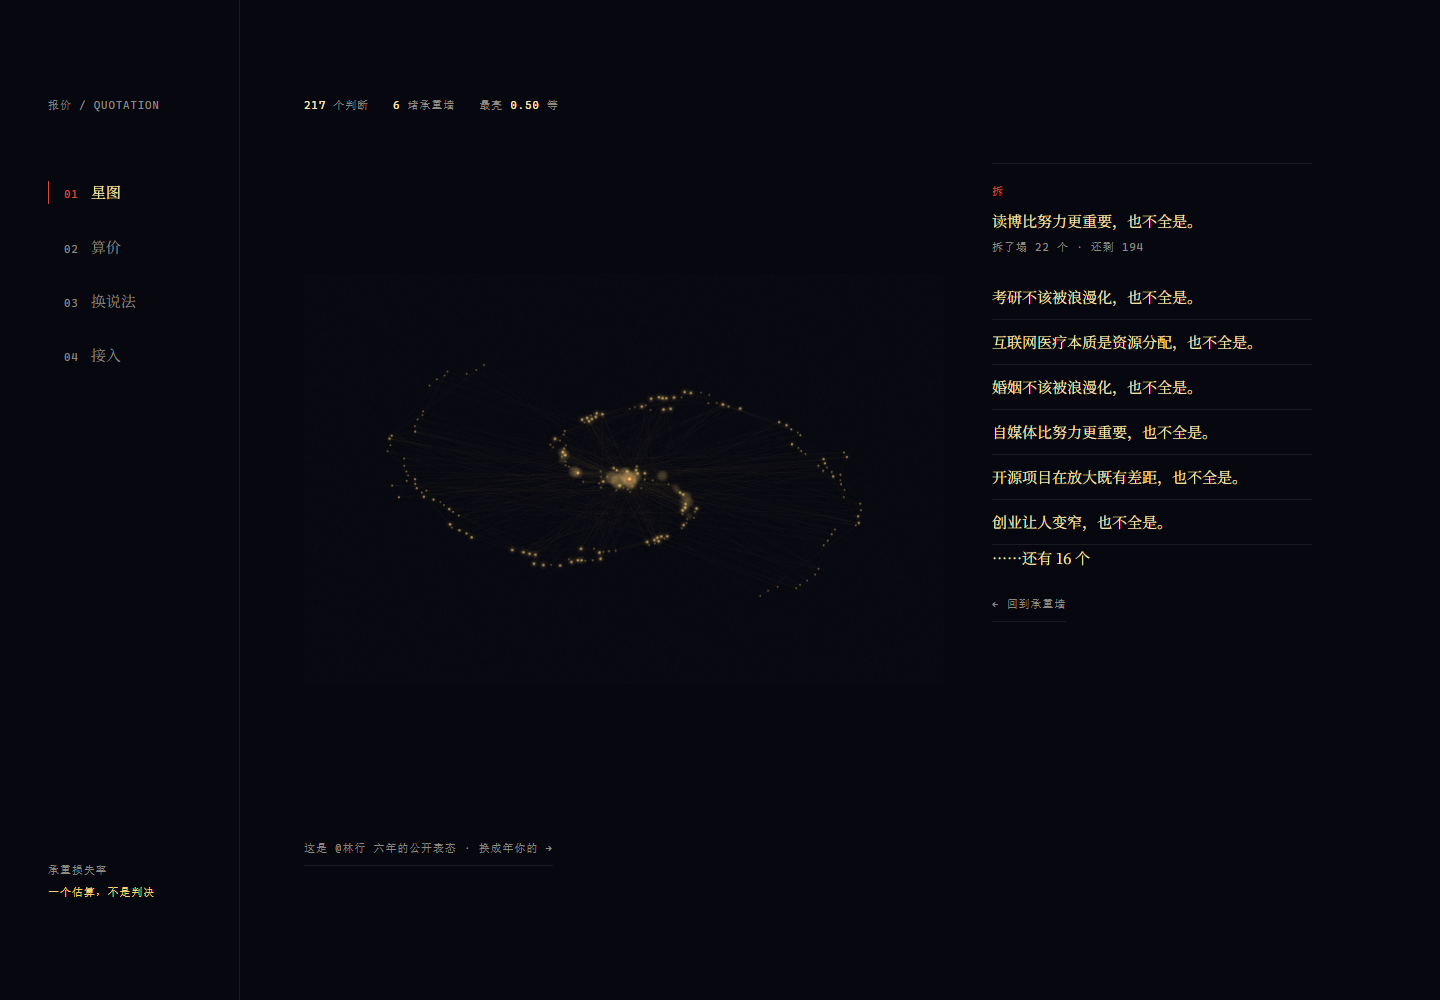 报价 / QUOTATION
217 个判断 6 堵承重墙 最亮 0.50 等
01 星图
02 算价
03 换说法
04 接入
拆
读博比努力更重要，也不全是。
拆了塌 22 个 · 还剩 194
考研不该被浪漫化，也不全是。
互联网医疗本质是资源分配，也不全是。
婚姻不该被浪漫化，也不全是。
自媒体比努力更重要，也不全是。
开源项目在放大既有差距，也不全是。
创业让人变窄，也不全是。
……还有 16 个
← 回到承重墙
这是 @林行 六年的公开表态 · 换成年你的 →
承重损失率
一个估算，不是判决